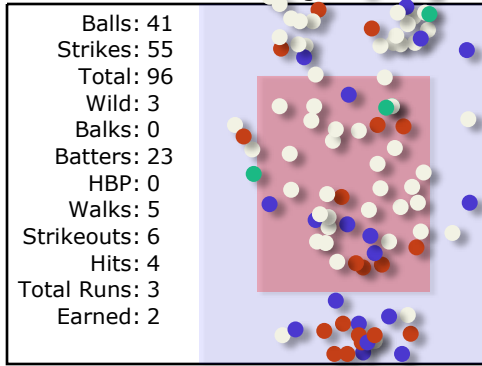 Balls: 41
Strikes: 55
Total: 96
Wild: 3
Balks: 0
Batters: 23
HBP: 0
Walks: 5
Strikeouts: 6
Hits: 4
Total Runs: 3
Earned: 2